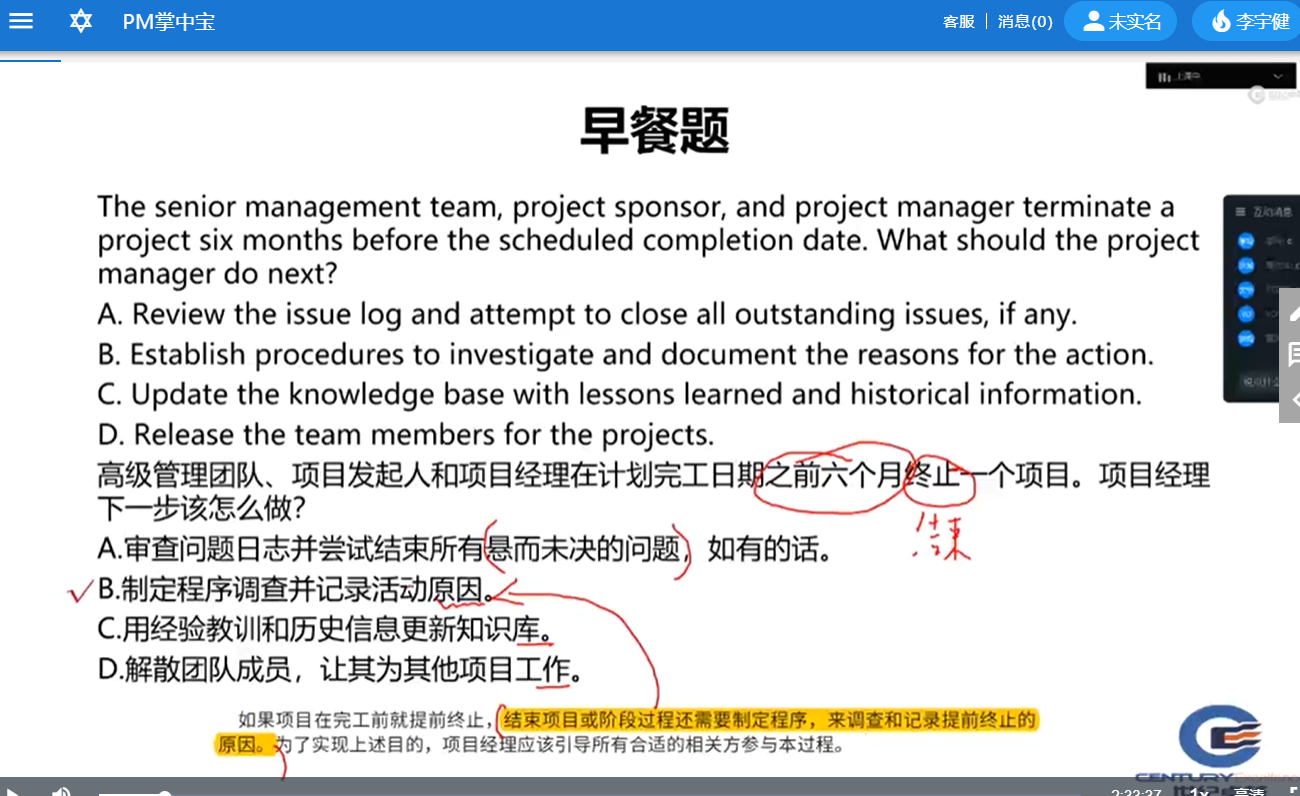 PM掌中宝
客服 消息(0) 未实名 李宇健
上课中
早餐题
The senior management team, project sponsor, and project manager terminate a
project six months before the scheduled completion date. What should the project
manager do next?
互动消息
A. Review the issue log and attempt to close all outstanding issues, if any.
B. Establish procedures to investigate and document the reasons for the action.
C. Update the knowledge base with lessons learned and historical information.
D. Release the team members for the projects.
高级管理团队、项目发起人和项目经理在计划完工日期之前六个月终止一个项目。项目经理
下一步该怎么做?
结束
A.审查问题日志并尝试结束所有悬而未决的问题，如有的话。
B.制定程序调查并记录活动原因。
C.用经验教训和历史信息更新知识库。
D.解散团队成员，让其为其他项目工作。
如果项目在完工前就提前终止，结束项目或阶段过程还需要制定程序，来调查和记录提前终止的
原因。为了实现上述目的，项目经理应该引导所有合适的相关方参与本过程。
CENTURY Excellence
2:33:37 1x 高清